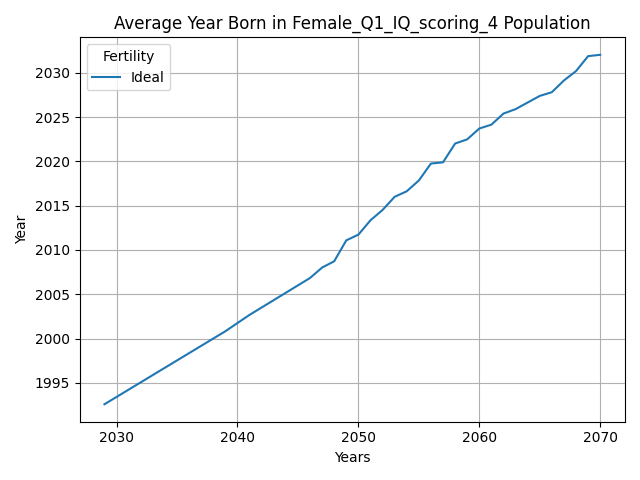 Average Year Born in Female_Q1_IQ_scoring_4 Population
Fertility
Ideal
Year
2030
2025
2020
2015
2010
2005
2000
1995
2030 2040 2050 2060 2070
Years